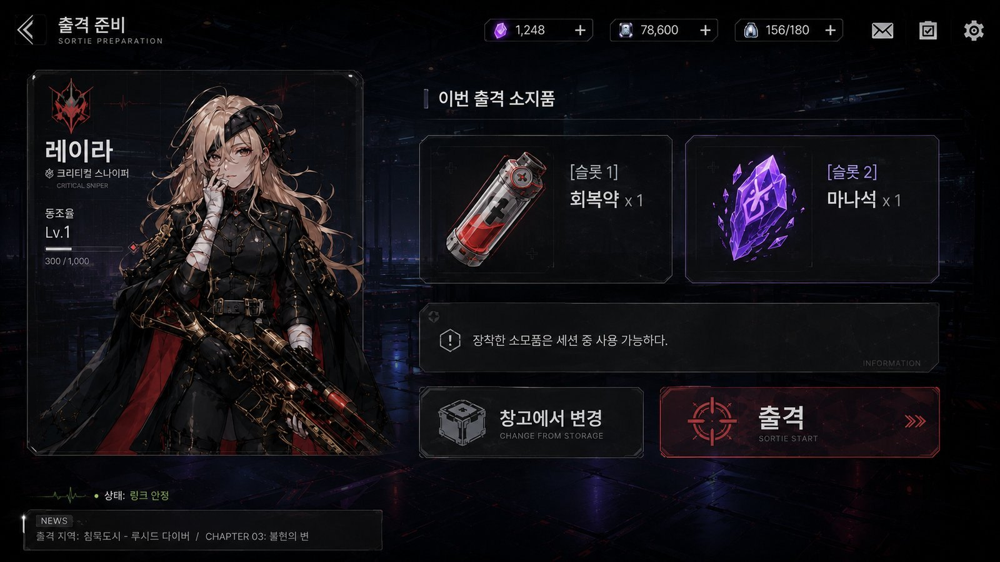 출격 준비
SORTIE PREPARATION
1,248 +
78,600 +
156/180 +
레이라
크리티컬 스나이퍼
CRITICAL SNIPER
동조율
Lv.1
300 / 1,000
이번 출격 소지품
[슬롯 1]
회복약 x 1
[슬롯 2]
마나석 x 1
장착한 소모품은 세션 중 사용 가능하다.
INFORMATION
창고에서 변경
CHANGE FROM STORAGE
출격
SORTIE START
상태: 링크 안정
NEWS
출격 지역: 침묵도시 - 루시드 다이버 / CHAPTER 03: 불현의 변